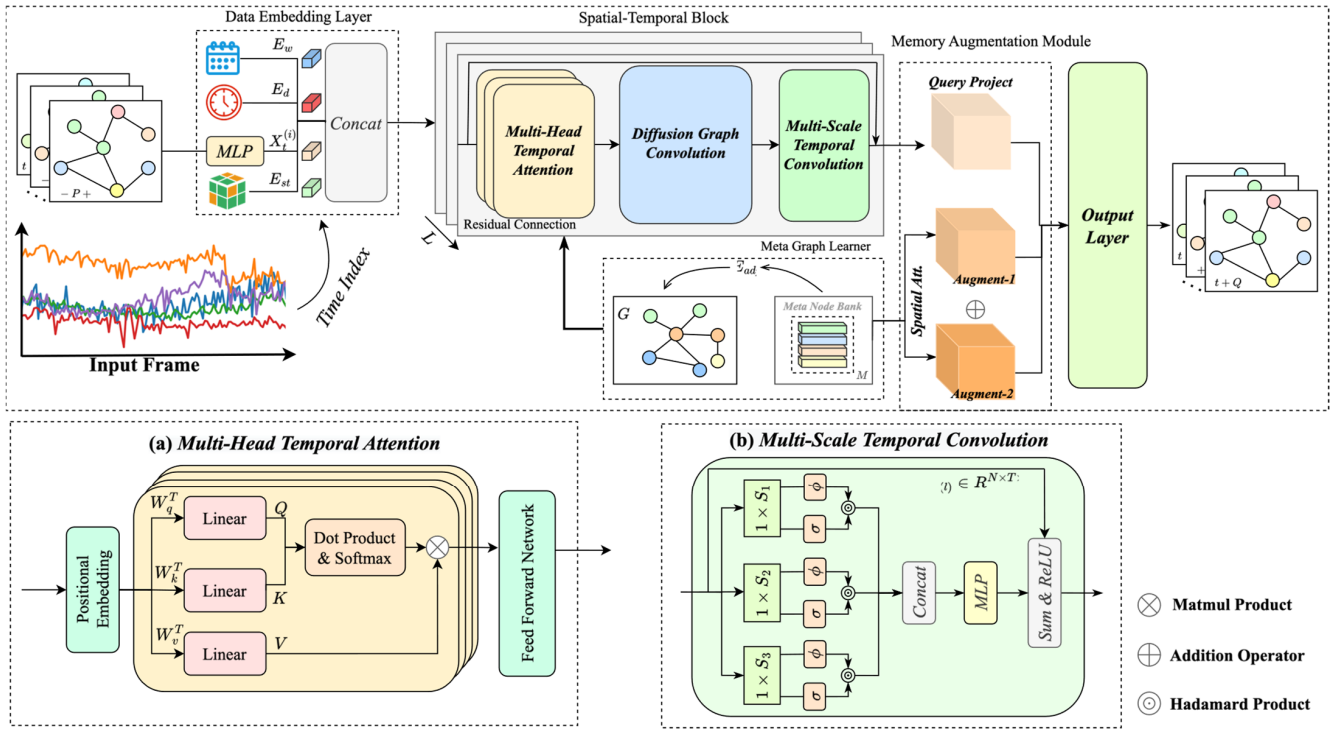 Data Embedding Layer
Spatial-Temporal Block
Memory Augmentation Module
E_w
E_d
MLP
X_t^{(i)}
E_{st}
Concat
t
-
- P +
Multi-Head
Temporal
Attention
Diffusion Graph
Convolution
Multi-Scale
Temporal
Convolution
Residual Connection
L
Query Project
Augment-1
Augment-2
Spatial Att.
Output
Layer
t
+
t + Q
Input Frame
Time Index
Meta Graph Learner
G
Meta Node Bank
M
(a) Multi-Head Temporal Attention
Positional
Embedding
W_q^T
Linear
Q
W_k^T
Linear
K
W_v^T
Linear
V
Dot Product
& Softmax
Feed Forward Network
(b) Multi-Scale Temporal Convolution
1 × S_1
ϕ
σ
1 × S_2
ϕ
σ
1 × S_3
ϕ
σ
Concat
MLP
Sum & ReLU
(l) ∈ R^{N×T:
Matmul Product
Addition Operator
Hadamard Product